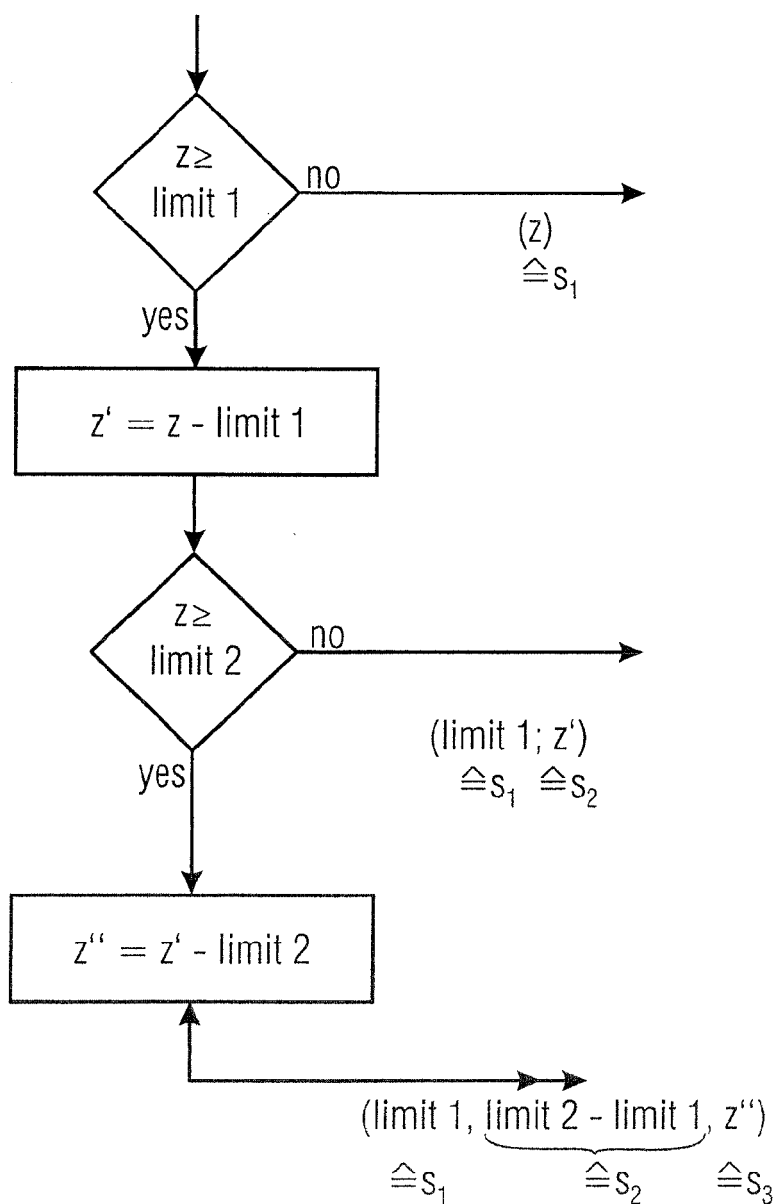 z≥
limit 1
no
(z)
≙s₁
yes
z‘ = z - limit 1
z≥
limit 2
no
(limit 1; z‘)
≙s₁ ≙s₂
yes
z‘‘ = z‘ - limit 2
(limit 1, limit 2 - limit 1, z‘‘)
≙s₁ ≙s₂ ≙s₃